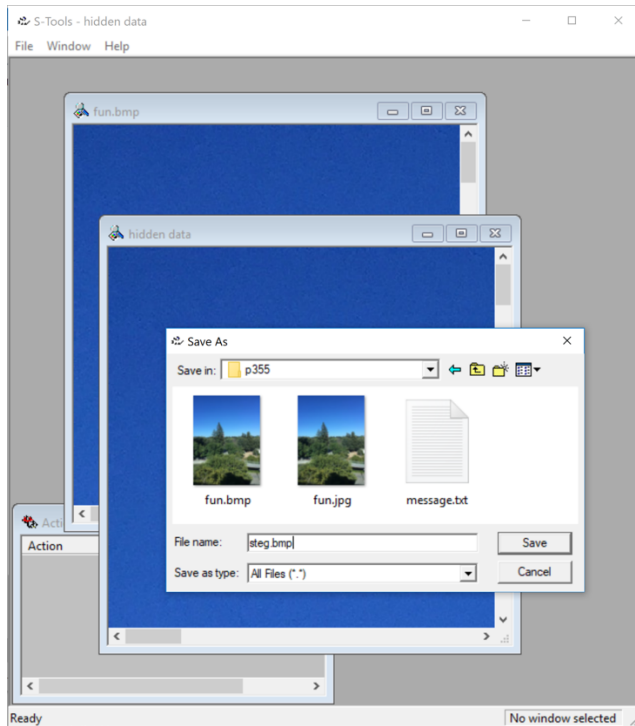 S-Tools - hidden data
File Window Help
fun.bmp
hidden data
Save As
Save in: p355
fun.bmp fun.jpg message.txt
File name: steg.bmp Save
Save as type: All Files (*.*) Cancel
Action
Ready No window selected